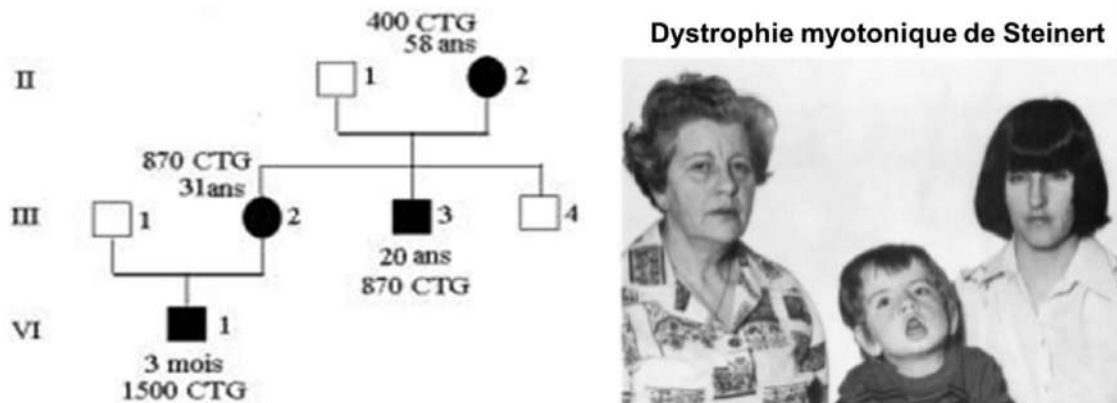 400 CTG
58 ans
II
1
2
870 CTG
31ans
III
1
2
3
4
20 ans
870 CTG
VI
1
3 mois
1500 CTG
Dystrophie myotonique de Steinert